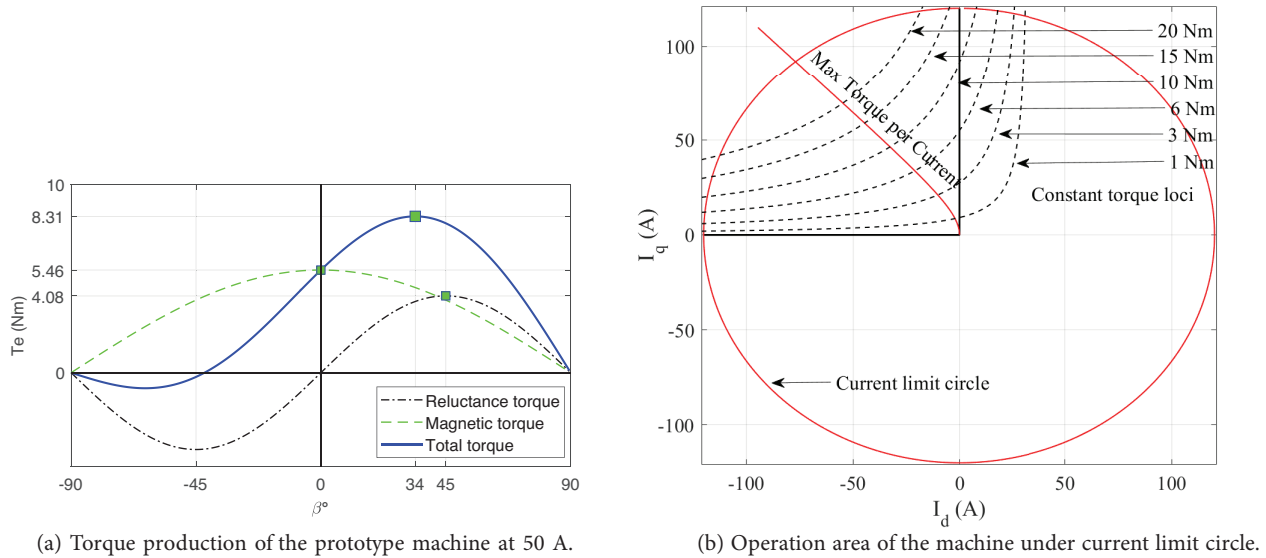 10
8.31
5.46
4.08
0
Te (Nm)
Reluctance torque
Magnetic torque
Total torque
-90
-45
0
34
45
90
β°
(a) Torque production of the prototype machine at 50 A.
100
50
0
-50
-100
I_q (A)
20 Nm
15 Nm
10 Nm
6 Nm
3 Nm
1 Nm
Max Torque per Current
Constant torque loci
Current limit circle
-100
-50
0
50
100
I_d (A)
(b) Operation area of the machine under current limit circle.